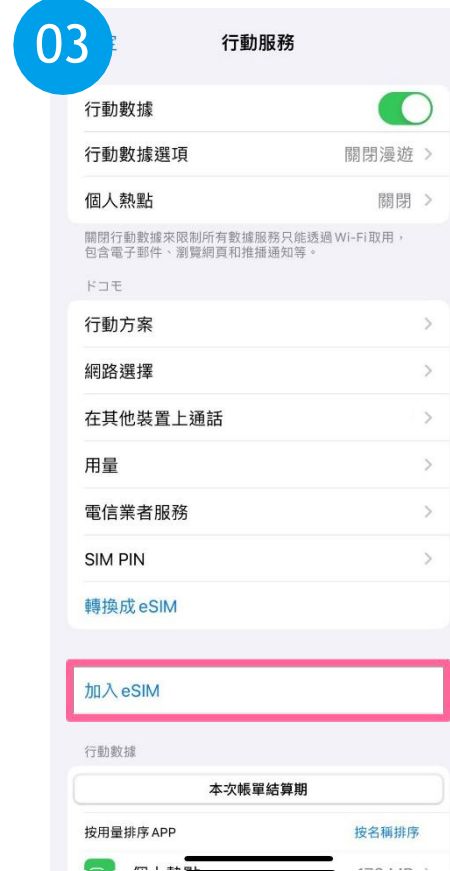 03
行動服務
行動數據
行動數據選項 關閉漫遊
個人熱點 關閉
關閉行動數據來限制所有數據服務只能透過Wi-Fi取用，
包含電子郵件、瀏覽網頁和推播通知等。
ドコモ
行動方案
網路選擇
在其他裝置上通話
用量
電信業者服務
SIM PIN
轉換成 eSIM
加入 eSIM
行動數據
本次帳單結算期
按用量排序 APP 按名稱排序